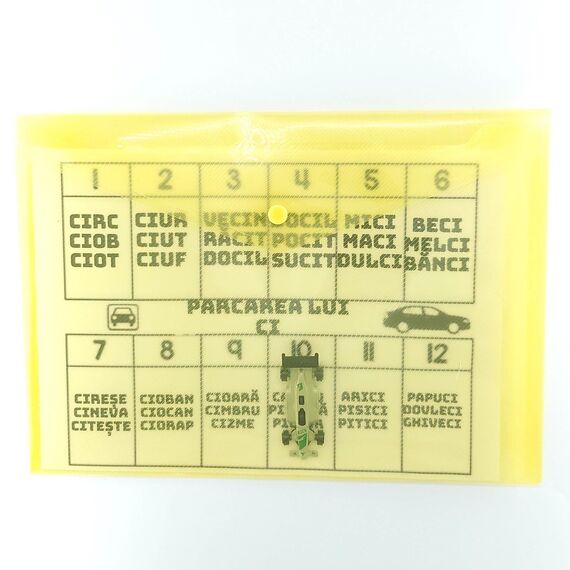 1 2 3 4 5 6
CIRC CIUR VECIN MICI BECI
CIOB CIUT RĂCIT POCIT MACI MELCI
CIOT CIUF DOCIL SUCIT DULCI BĂNCI
PARCAREA LUI
CI
7 8 9 10 11 12
CIREȘE CIOBAN CIOARĂ ARICI PAPUCI
CINEVA CIOCAN CIMBRU PISICI DOVLECI
CITEȘTE CIORAP CIZME PITICI GHIVECI